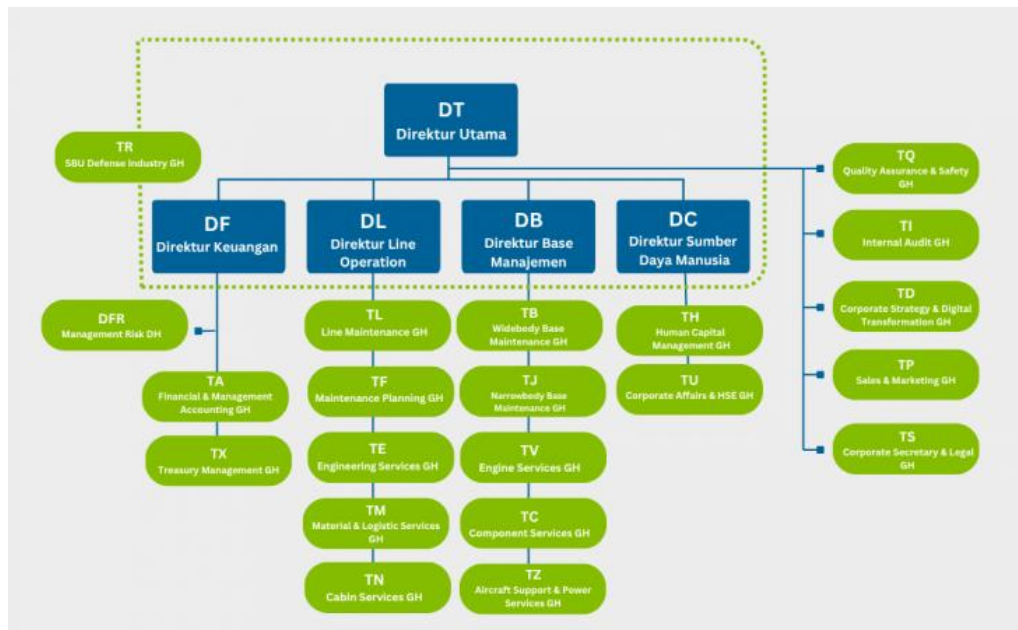 DT
Direktur Utama
TR
SBU Defense Industry GH
TQ
Quality Assurance & Safety
GH
TI
Internal Audit GH
TD
Corporate Strategy & Digital
Transformation GH
TP
Sales & Marketing GH
TS
Corporate Secretary & Legal
GH
DF
Direktur Keuangan
DFR
Management Risk DH
TA
Financial & Management
Accounting GH
TX
Treasury Management GH
DL
Direktur Line
Operation
TL
Line Maintenance GH
TF
Maintenance Planning GH
TE
Engineering Services GH
TM
Material & Logistic Services
GH
TN
Cabin Services GH
DB
Direktur Base
Manajemen
TB
Widebody Base
Maintenance GH
TJ
Narrowbody Base
Maintenance GH
TV
Engine Services GH
TC
Component Services GH
TZ
Aircraft Support & Power
Services GH
DC
Direktur Sumber
Daya Manusia
TH
Human Capital
Management GH
TU
Corporate Affairs & HSE GH